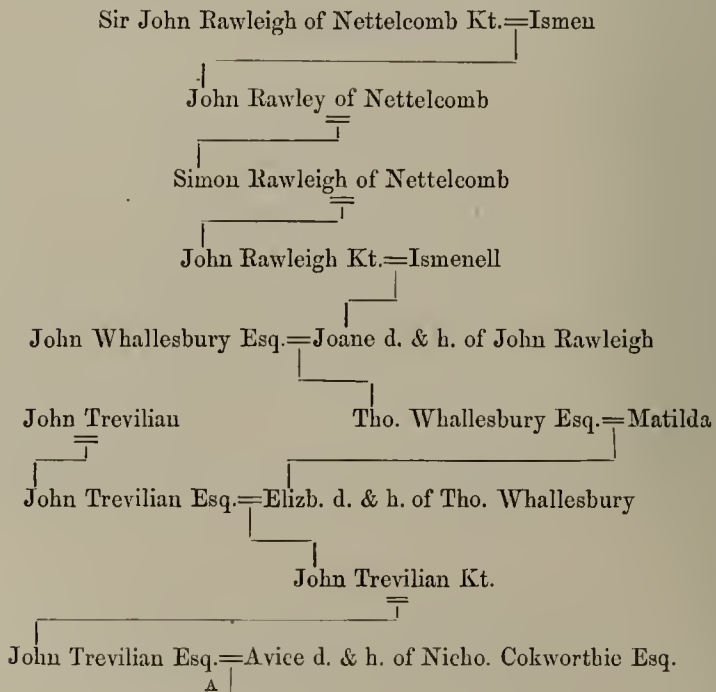 Sir John Rawleigh of Nettelcomb Kt.=Ismen
John Rawley of Nettelcomb
=
Simon Rawleigh of Nettelcomb
=
John Rawleigh Kt.=Ismenell
John Whallesbury Esq.=Joane d. & h. of John Rawleigh
John Trevilian Tho. Whallesbury Esq.=Matilda
=
John Trevilian Esq.=Elizb. d. & h. of Tho. Whallesbury
John Trevilian Kt.
=
John Trevilian Esq.=Avice d. & h. of Nicho. Cokworthie Esq.
A